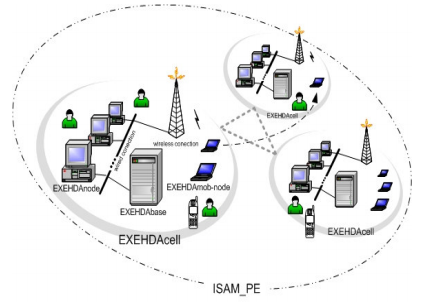 EXEHDAcell
wireless conection
wired conection
EXEHDAnode
EXEHDAmob-node
EXEHDAbase
EXEHDAcell
EXEHDAcell
ISAM_PE